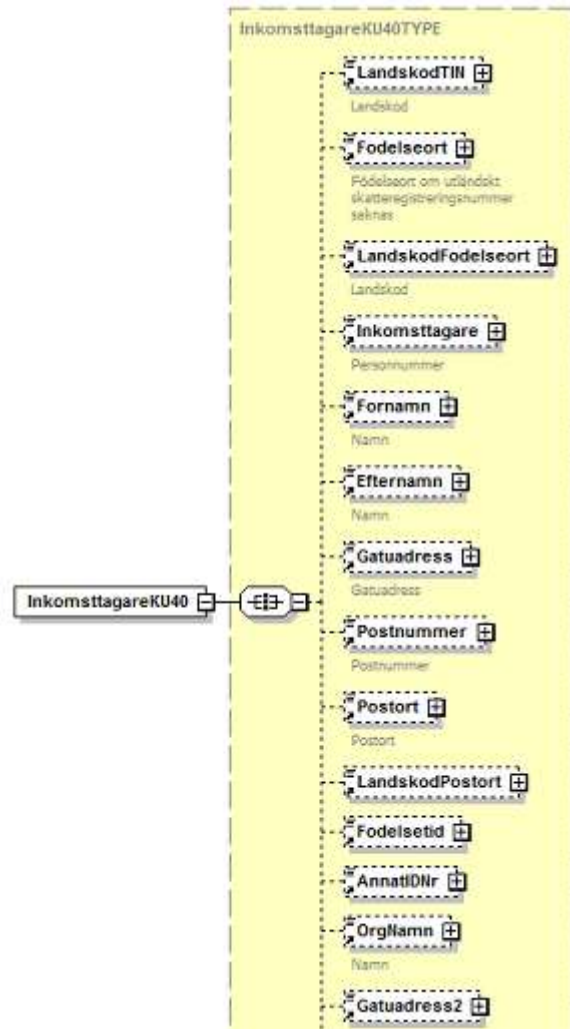 InkomsttagareKU40TYPE
LandskodTIN
Landskod
Fodelseort
Födelseort om utländskt
skatteregistreringsnummer
saknas
LandskodFodelseort
Landskod
Inkomsttagare
Personnummer
Fornamn
Namn
Efternamn
Namn
Gatuadress
Gatuadress
InkomsttagareKU40
Postnummer
Postnummer
Postort
Postort
LandskodPostort
Fodelsetid
AnnatIDNr
OrgNamn
Namn
Gatuadress2